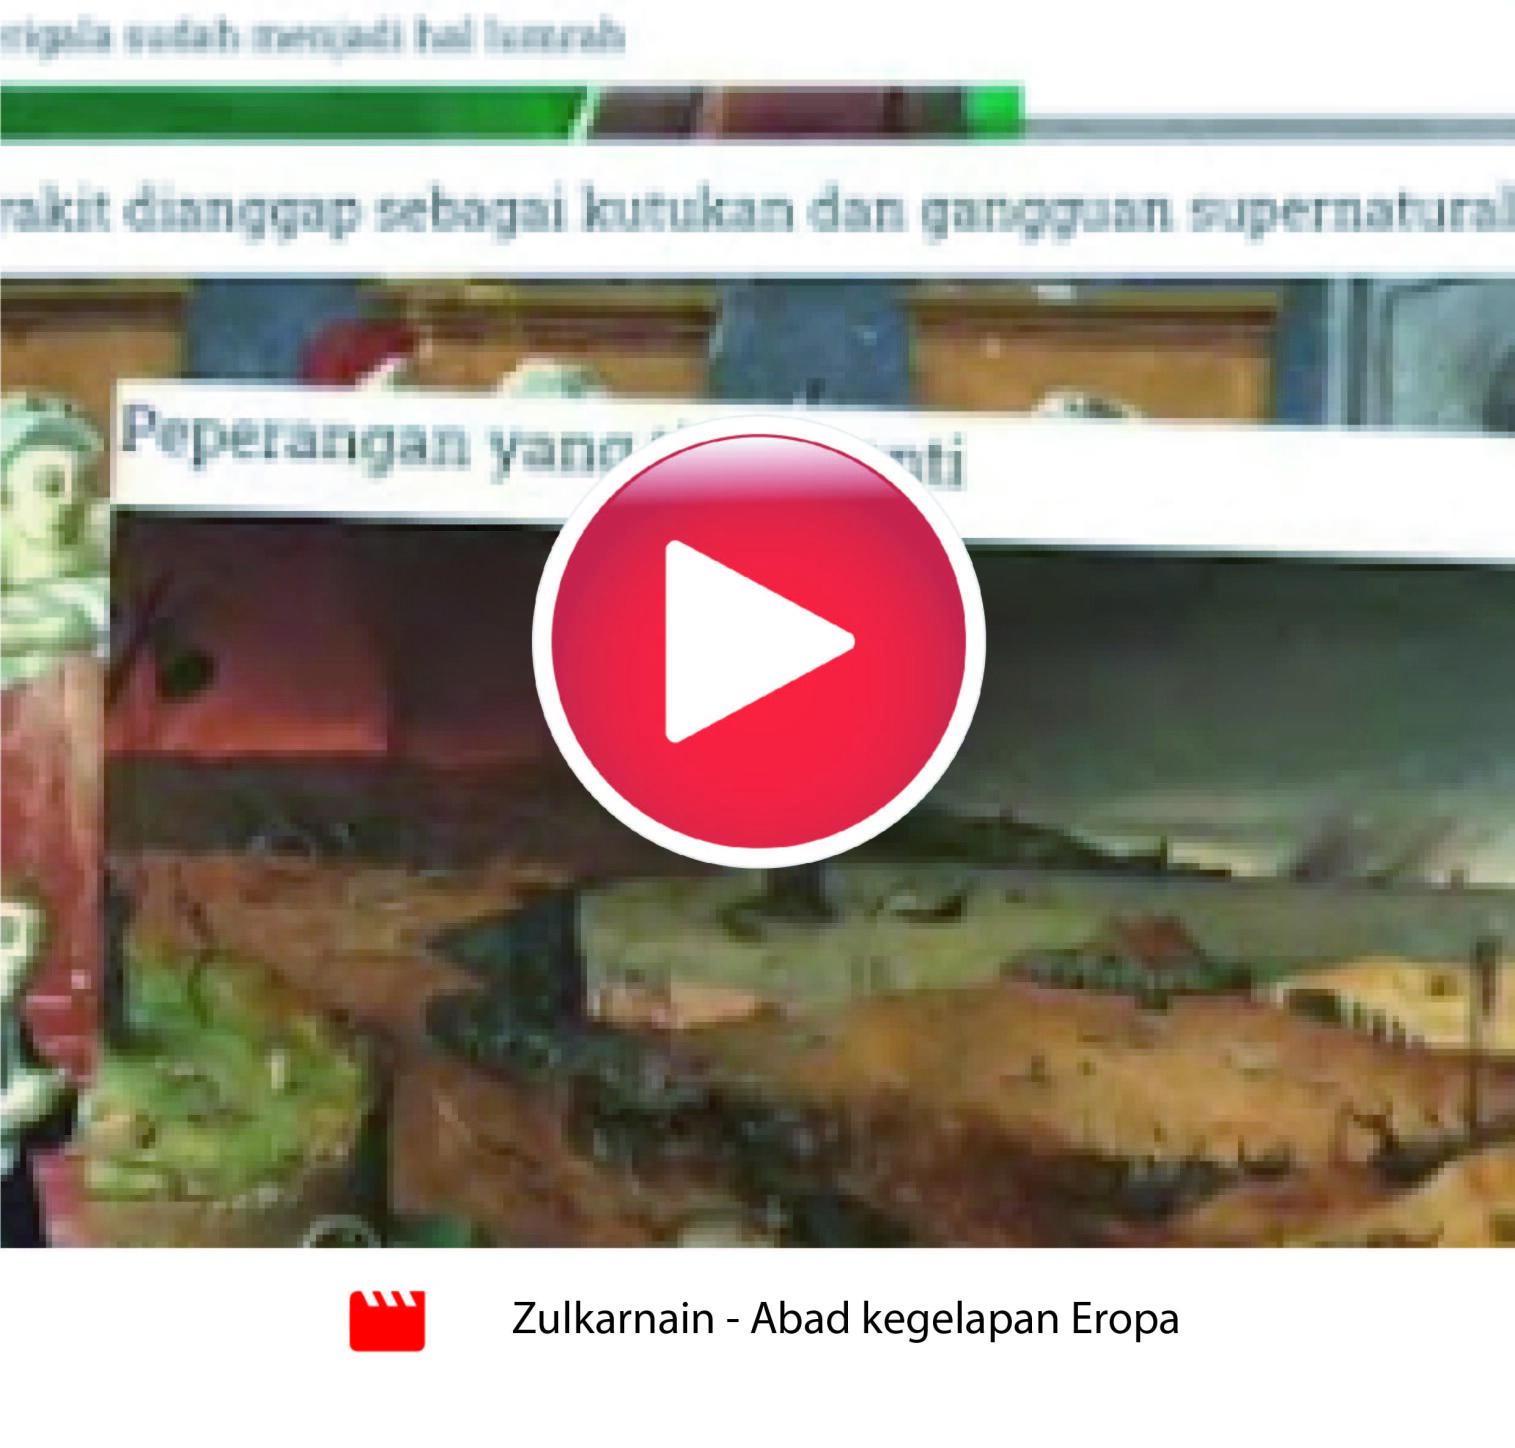 sudah menjadi hal lumrah
dianggap sebagai kutukan dan gangguan supernatural
Peperangan yang
Zulkarnain - Abad kegelapan Eropa